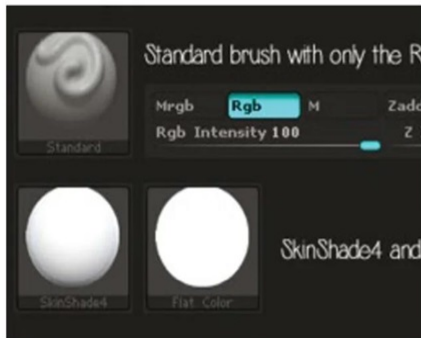 Standard brush with only the R
Mrgb Rgb M Zadd
Rgb Intensity 100 Z
Standard
SkinShade4 and
SkinShade4 Flat Color